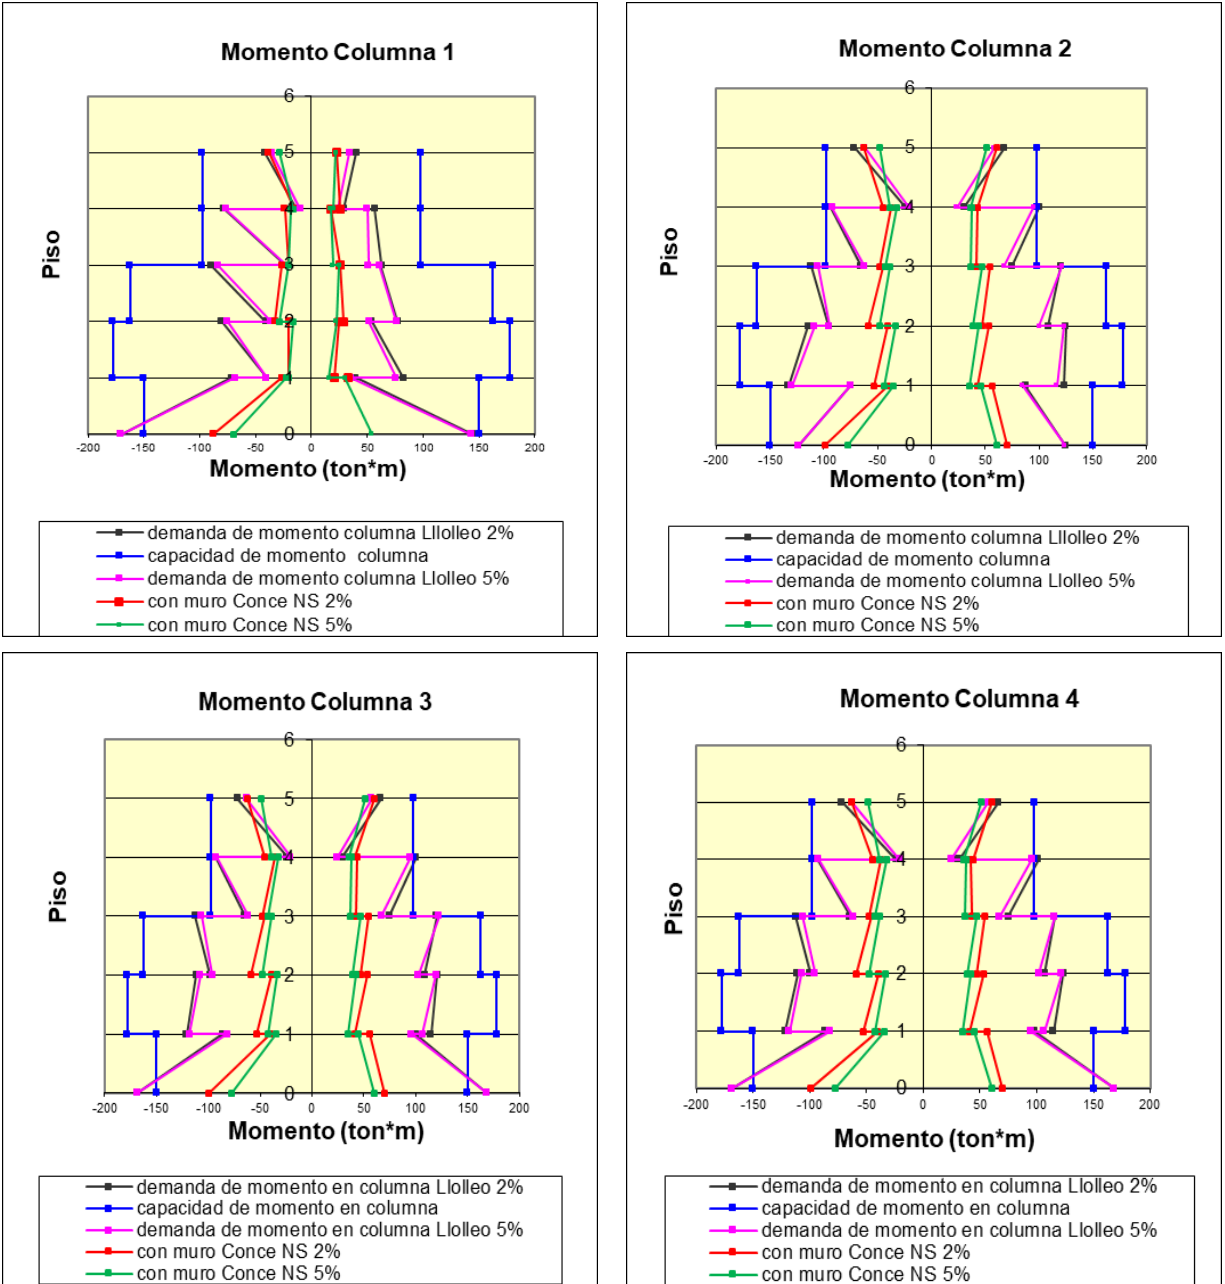 Momento Columna 1
6
5
4
3
2
1
0
-200 -150 -100 -50 0 50 100 150 200
Piso
Momento (ton*m)
demanda de momento columna Lllolleo 2%
capacidad de momento columna
demanda de momento columna Llolleo 5%
con muro Conce NS 2%
con muro Conce NS 5%
Momento Columna 2
6
5
4
3
2
1
0
-200 -150 -100 -50 0 50 100 150 200
Piso
Momento (ton*m)
demanda de momento columna Lllolleo 2%
capacidad de momento columna
demanda de momento columna Llolleo 5%
con muro Conce NS 2%
con muro Conce NS 5%
Momento Columna 3
6
5
4
3
2
1
0
-200 -150 -100 -50 0 50 100 150 200
Piso
Momento (ton*m)
demanda de momento en columna Llolleo 2%
capacidad de momento en columna
demanda de momento en columna Llolleo 5%
con muro Conce NS 2%
con muro Conce NS 5%
Momento Columna 4
6
5
4
3
2
1
0
-200 -150 -100 -50 0 50 100 150 200
Piso
Momento (ton*m)
demanda de momento en columna Llolleo 2%
capacidad de momento en columna
demanda de momento en columna Llolleo 5%
con muro Conce NS 2%
con muro Conce NS 5%